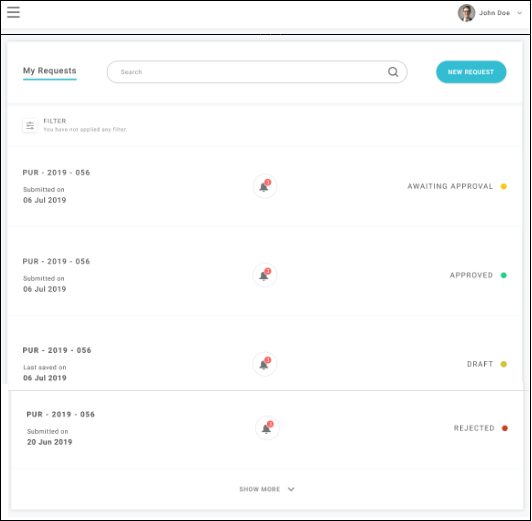 John Doe
My Requests
Search
NEW REQUEST
FILTER
You have not applied any filter
PUR - 2019 - 056
Submitted on
06 Jul 2019
AWAITING APPROVAL
PUR - 2019 - 056
Submitted on
06 Jul 2019
APPROVED
PUR - 2019 - 056
Last saved on
06 Jul 2019
DRAFT
PUR - 2019 - 056
Submitted on
20 Jun 2019
REJECTED
SHOW MORE